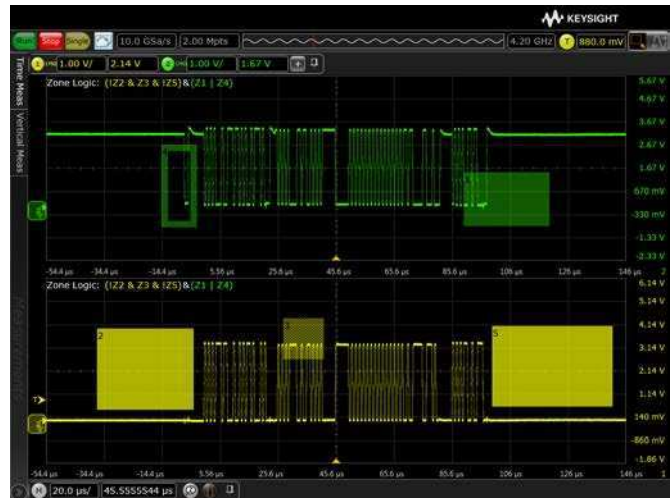 KEYSIGHT
Run Stop Single 10.0 GSa/s 2.00 Mpts 4.20 GHz T 880.0 mV
1 1.00 V/ 2.14 V 2 1.00 V/ 1.67 V
Time Meas
Vertical Meas
Zone Logic: (!Z2 & Z3 & !Z5)&(Z1 | Z4)
5.67 V
4.67 V
3.67 V
2.67 V
1.67 V
670 mV
-330 mV
-1.33 V
-2.33 V
-54.4 µs -34.4 µs -14.4 µs 5.56 µs 25.6 µs 45.6 µs 65.6 µs 85.6 µs 106 µs 126 µs 146 µs
Zone Logic: (!Z2 & Z3 & !Z5)&(Z1 | Z4)
6.14 V
5.14 V
4.14 V
3.14 V
2.14 V
1.14 V
140 mV
-860 mV
-1.86 V
2
3
5
T
Measurements
-54.4 µs -34.4 µs -14.4 µs 5.56 µs 25.6 µs 45.6 µs 65.6 µs 85.6 µs 106 µs 126 µs 146 µs 1
H 20.0 µs/ 45.5555544 µs